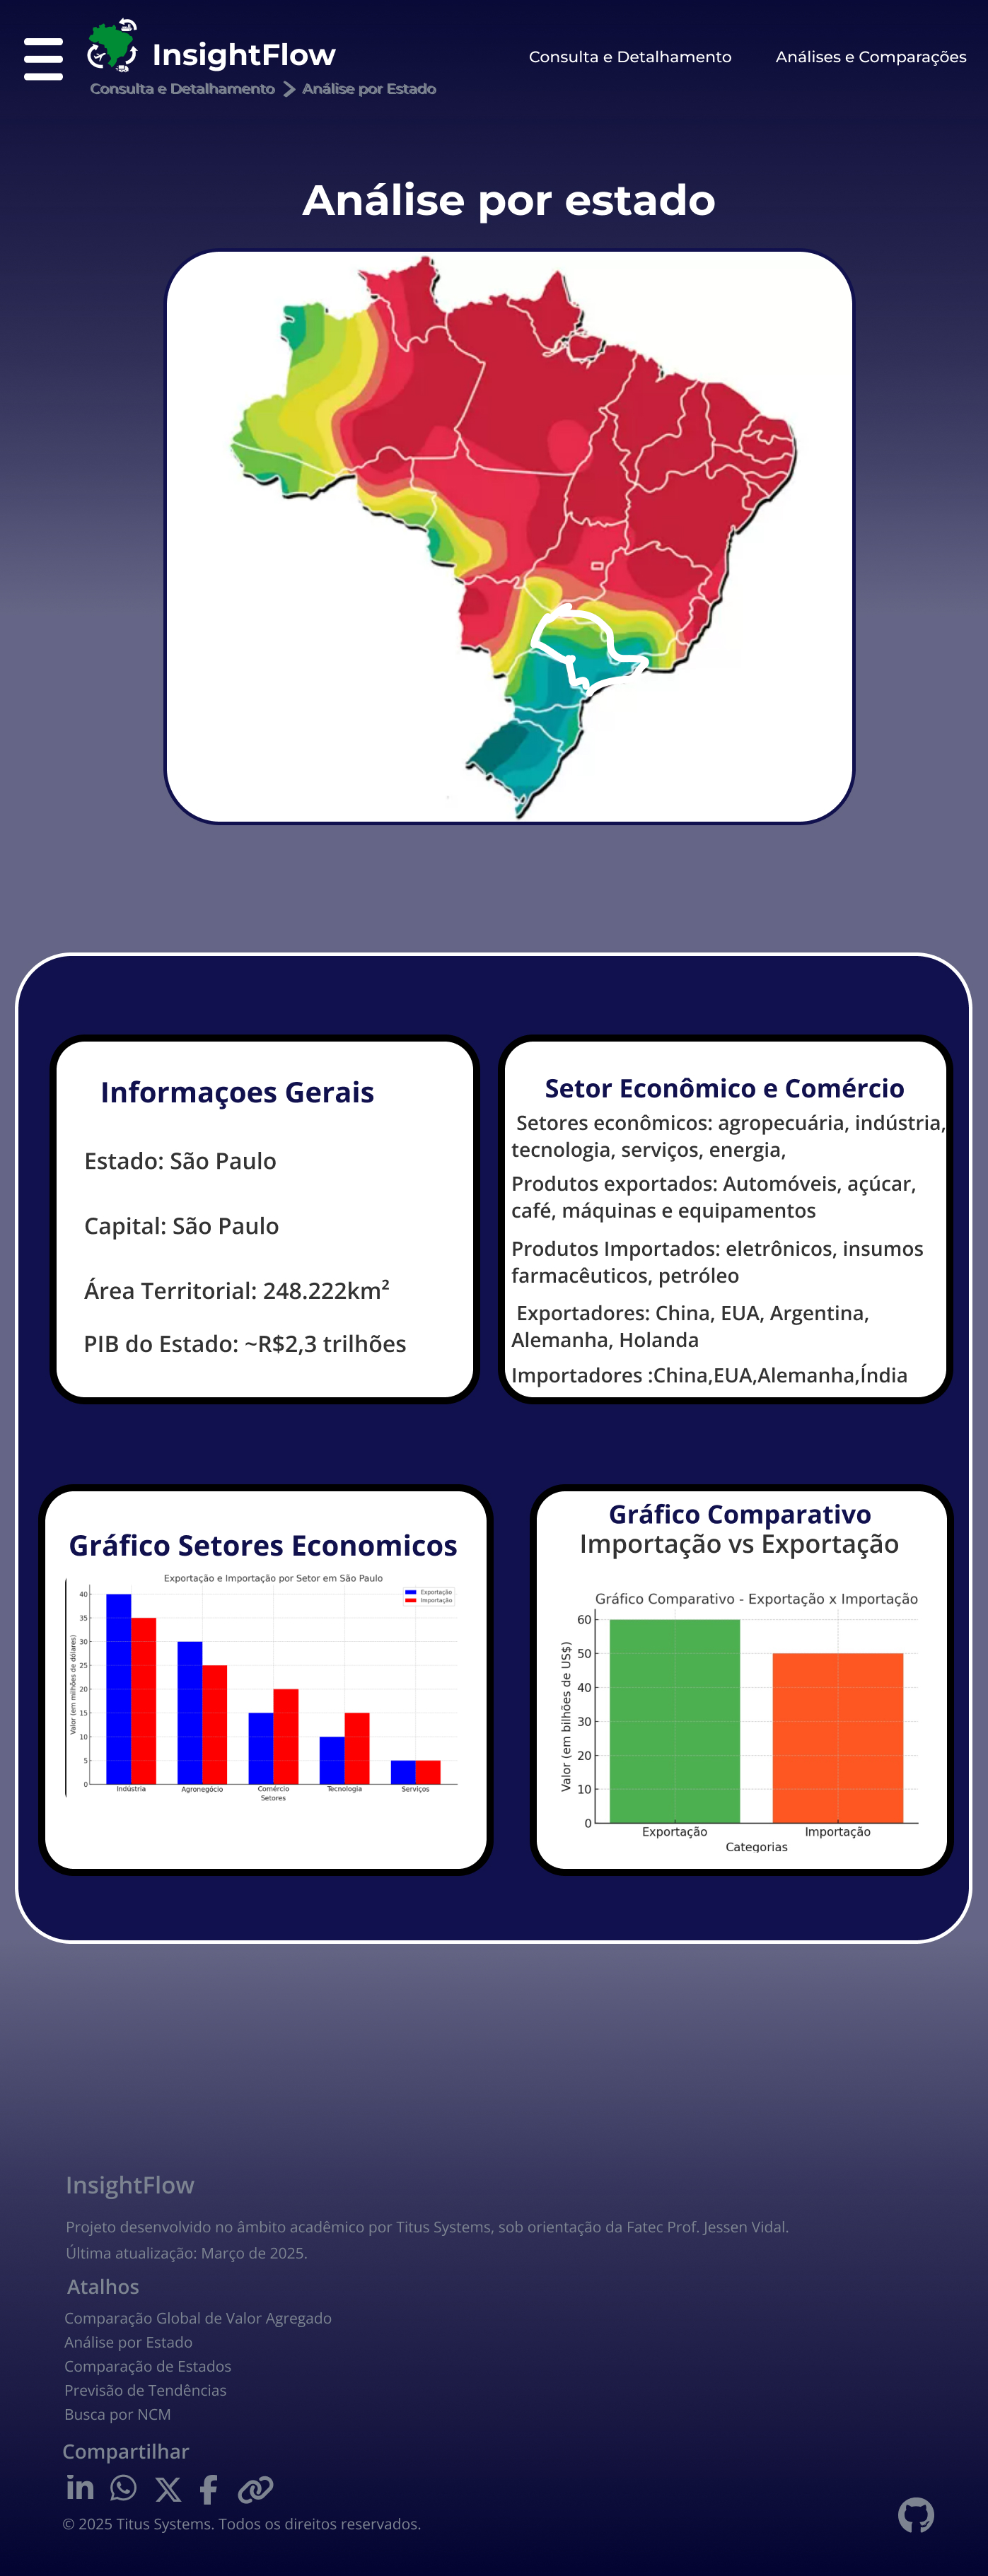 InsightFlow
Consulta e Detalhamento
Análises e Comparações
Consulta e Detalhamento > Análise por Estado
Análise por estado
Informaçoes Gerais
Estado: São Paulo
Capital: São Paulo
Área Territorial: 248.222km²
PIB do Estado: ~R$2,3 trilhões
Setor Econômico e Comércio
Setores econômicos: agropecuária, indústria,
tecnologia, serviços, energia,
Produtos exportados: Automóveis, açúcar,
café, máquinas e equipamentos
Produtos Importados: eletrônicos, insumos
farmacêuticos, petróleo
Exportadores: China, EUA, Argentina,
Alemanha, Holanda
Importadores :China,EUA,Alemanha,Índia
Gráfico Setores Economicos
Exportação e Importação por Setor em São Paulo
Exportação
Importação
Valor (em milhões de dólares)
40
35
30
25
20
15
10
5
0
Indústria
Agronegócio
Comércio
Tecnologia
Serviços
Setores
Gráfico Comparativo
Importação vs Exportação
Gráfico Comparativo - Exportação x Importação
Valor (em bilhões de US$)
60
50
40
30
20
10
0
Exportação
Importação
Categorias
InsightFlow
Projeto desenvolvido no âmbito acadêmico por Titus Systems, sob orientação da Fatec Prof. Jessen Vidal.
Última atualização: Março de 2025.
Atalhos
Comparação Global de Valor Agregado
Análise por Estado
Comparação de Estados
Previsão de Tendências
Busca por NCM
Compartilhar
© 2025 Titus Systems. Todos os direitos reservados.